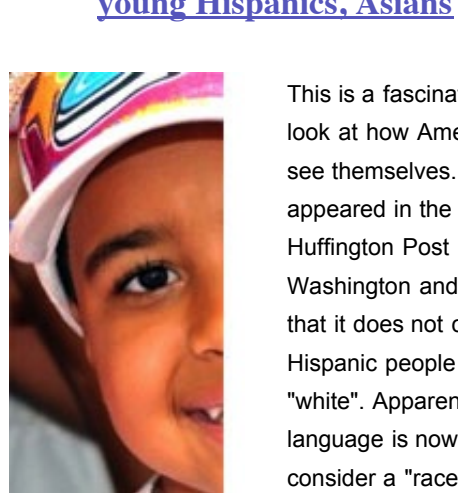 young Hispanics, Asians
This is a fascina
look at how Ame
see themselves.
appeared in the
Huffington Post
Washington and
that it does not c
Hispanic people
"white". Apparen
language is now
consider a "race